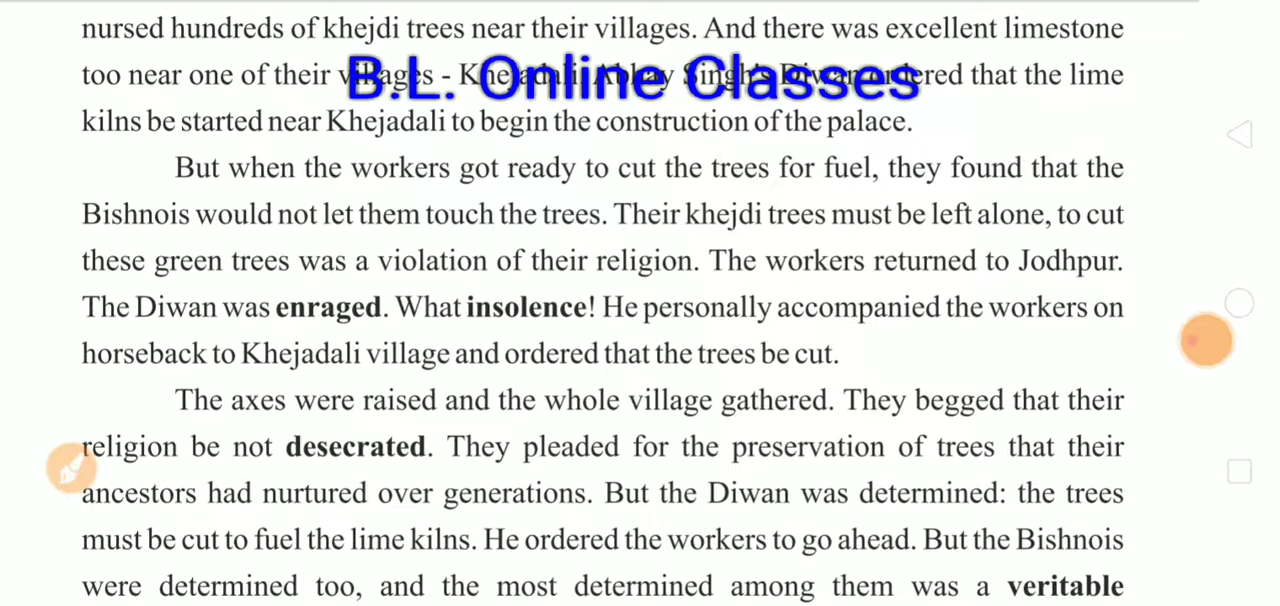 nursed hundreds of khejdi trees near their villages. And there was excellent limestone
B.L. Online Classes
too near one of their villages - Khejadali Abhay Singh's Diwan ordered that the lime
kilns be started near Khejadali to begin the construction of the palace.
But when the workers got ready to cut the trees for fuel, they found that the
Bishnois would not let them touch the trees. Their khejdi trees must be left alone, to cut
these green trees was a violation of their religion. The workers returned to Jodhpur.
The Diwan was enraged. What insolence! He personally accompanied the workers on
horseback to Khejadali village and ordered that the trees be cut.
The axes were raised and the whole village gathered. They begged that their
religion be not desecrated. They pleaded for the preservation of trees that their
ancestors had nurtured over generations. But the Diwan was determined: the trees
must be cut to fuel the lime kilns. He ordered the workers to go ahead. But the Bishnois
were determined too, and the most determined among them was a veritable